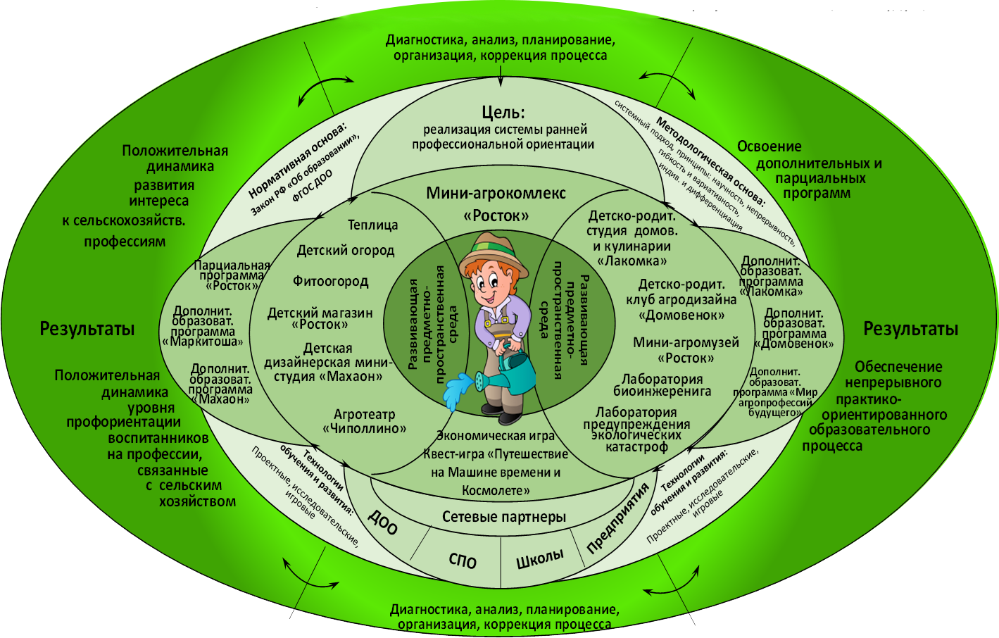 Диагностика, анализ, планирование,
организация, коррекция процесса
Цель:
реализация системы ранней
профессиональной ориентации
Нормативная основа:
Закон РФ «Об образовании»,
ФГОС ДОО
Методологическая основа:
системный подход, принципы: научность, непрерывность,
гибкость и вариативность,
индив. и дифференциация
Положительная
динамика
развития
интереса
к сельскохозяйств.
профессиям
Результаты
Положительная
динамика
уровня
профориентации
воспитанников
на профессии,
связанные
с сельским
хозяйством
Освоение
дополнительных и
парциальных
программ
Результаты
Обеспечение
непрерывного
практико-
ориентированного
образовательного
процесса
Парциальная
программа
«Росток»
Дополнит.
образоват.
программа
«Маркитоша»
Дополнит.
образоват.
программа
«Махаон»
Мини-агрокомплекс
«Росток»
Теплица
Детский огород
Фитоогород
Детский магазин
«Росток»
Детская
дизайнерская мини-
студия «Махаон»
Агротеатр
«Чиполлино»
Развивающая
предметно-
пространственная
среда
Развивающая
предметно-
пространственная
среда
Детско-родит.
студия домов.
и кулинарии
«Лакомка»
Детско-родит.
клуб агродизайна
«Домовенок»
Мини-агромузей
«Росток»
Лаборатория
биоинженеринга
Лаборатория
предупреждения
экологических
катастроф
Дополнит.
образоват.
программа
«Лакомка»
Дополнит.
образоват.
программа
«Домовенок»
Дополнит.
образоват.
программа «Мир
агропрофессий
будущего»
Экономическая игра
Квест-игра «Путешествие
на Машине времени и
Космолете»
Технологии
обучения и развития:
Проектные, исследовательские,
игровые
Технологии
обучения и развития:
Проектные, исследовательские,
игровые
Сетевые партнеры
ДОО
СПО
Школы
Предприятия
Диагностика, анализ, планирование,
организация, коррекция процесса